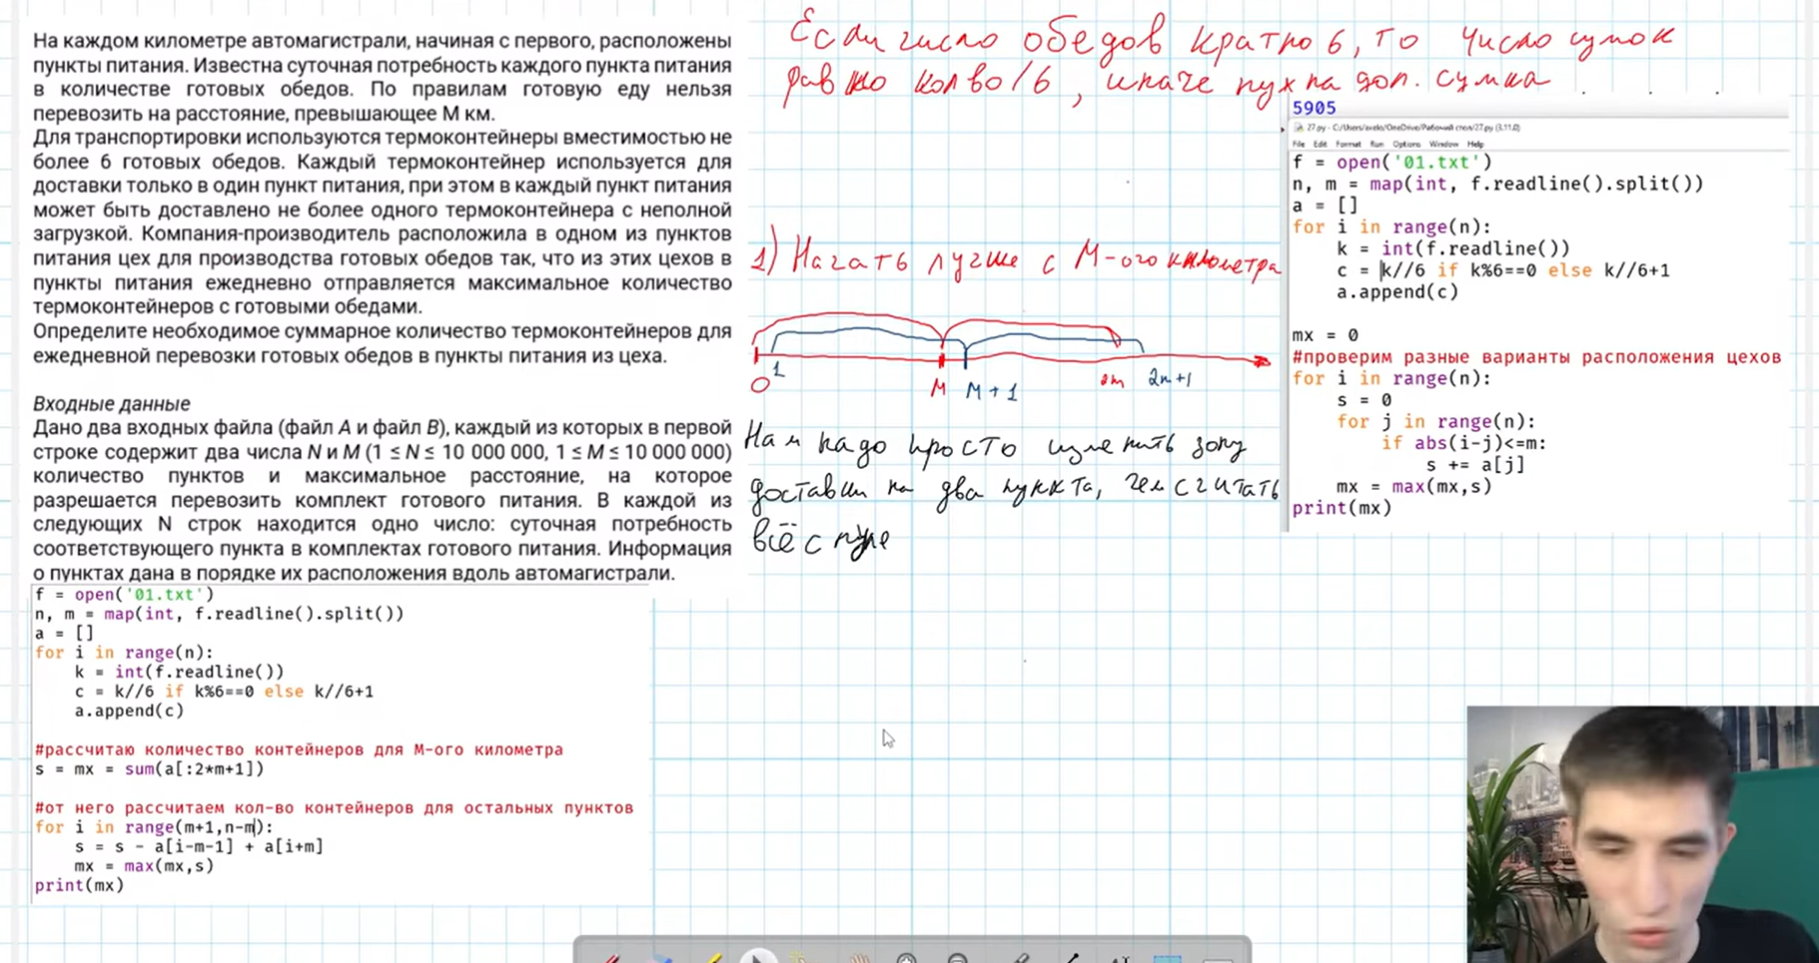 На каждом километре автомагистрали, начиная с первого, расположены
пункты питания. Известна суточная потребность каждого пункта питания
в количестве готовых обедов. По правилам готовую еду нельзя
перевозить на расстояние, превышающее M км.
Для транспортировки используются термоконтейнеры вместимостью не
более 6 готовых обедов. Каждый термоконтейнер используется для
доставки только в один пункт питания, при этом в каждый пункт питания
может быть доставлено не более одного термоконтейнера с неполной
загрузкой. Компания-производитель расположила в одном из пунктов
питания цех для производства готовых обедов так, что из этих цехов в
пункты питания ежедневно отправляется максимальное количество
термоконтейнеров с готовыми обедами.
Определите необходимое суммарное количество термоконтейнеров для
ежедневной перевозки готовых обедов в пункты питания из цеха.
Входные данные
Дано два входных файла (файл A и файл B), каждый из которых в первой
строке содержит два числа N и M (1 ≤ N ≤ 10 000 000, 1 ≤ M ≤ 10 000 000)
количество пунктов и максимальное расстояние, на которое
разрешается перевозить комплект готового питания. В каждой из
следующих N строк находится одно число: суточная потребность
соответствующего пункта в комплектах готового питания. Информация
о пунктах дана в порядке их расположения вдоль автомагистрали.
f = open('01.txt')
n, m = map(int, f.readline().split())
a = []
for i in range(n):
    k = int(f.readline())
    c = k//6 if k%6==0 else k//6+1
    a.append(c)
#рассчитаю количество контейнеров для М-ого километра
s = mx = sum(a[:2*m+1])
#от него рассчитаем кол-во контейнеров для остальных пунктов
for i in range(m+1,n-m):
    s = s - a[i-m-1] + a[i+m]
    mx = max(mx,s)
print(mx)
Если число обедов кратно 6, то число сумок
равно кол во/6, иначе нужна доп. сумка
1) Начать лучше с М-ого километра
0 1 M M+1 2m 2m+1
Нам надо просто изменить зону
доставки на два пункта, чем считать
всё с нуля
5905
27.py - C:/Users/axelo/OneDrive/Рабочий стол/27.py (3.11.0)
File Edit Format Run Options Window Help
f = open('01.txt')
n, m = map(int, f.readline().split())
a = []
for i in range(n):
    k = int(f.readline())
    c = k//6 if k%6==0 else k//6+1
    a.append(c)
mx = 0
#проверим разные варианты расположения цехов
for i in range(n):
    s = 0
    for j in range(n):
        if abs(i-j)<=m:
            s += a[j]
    mx = max(mx,s)
print(mx)